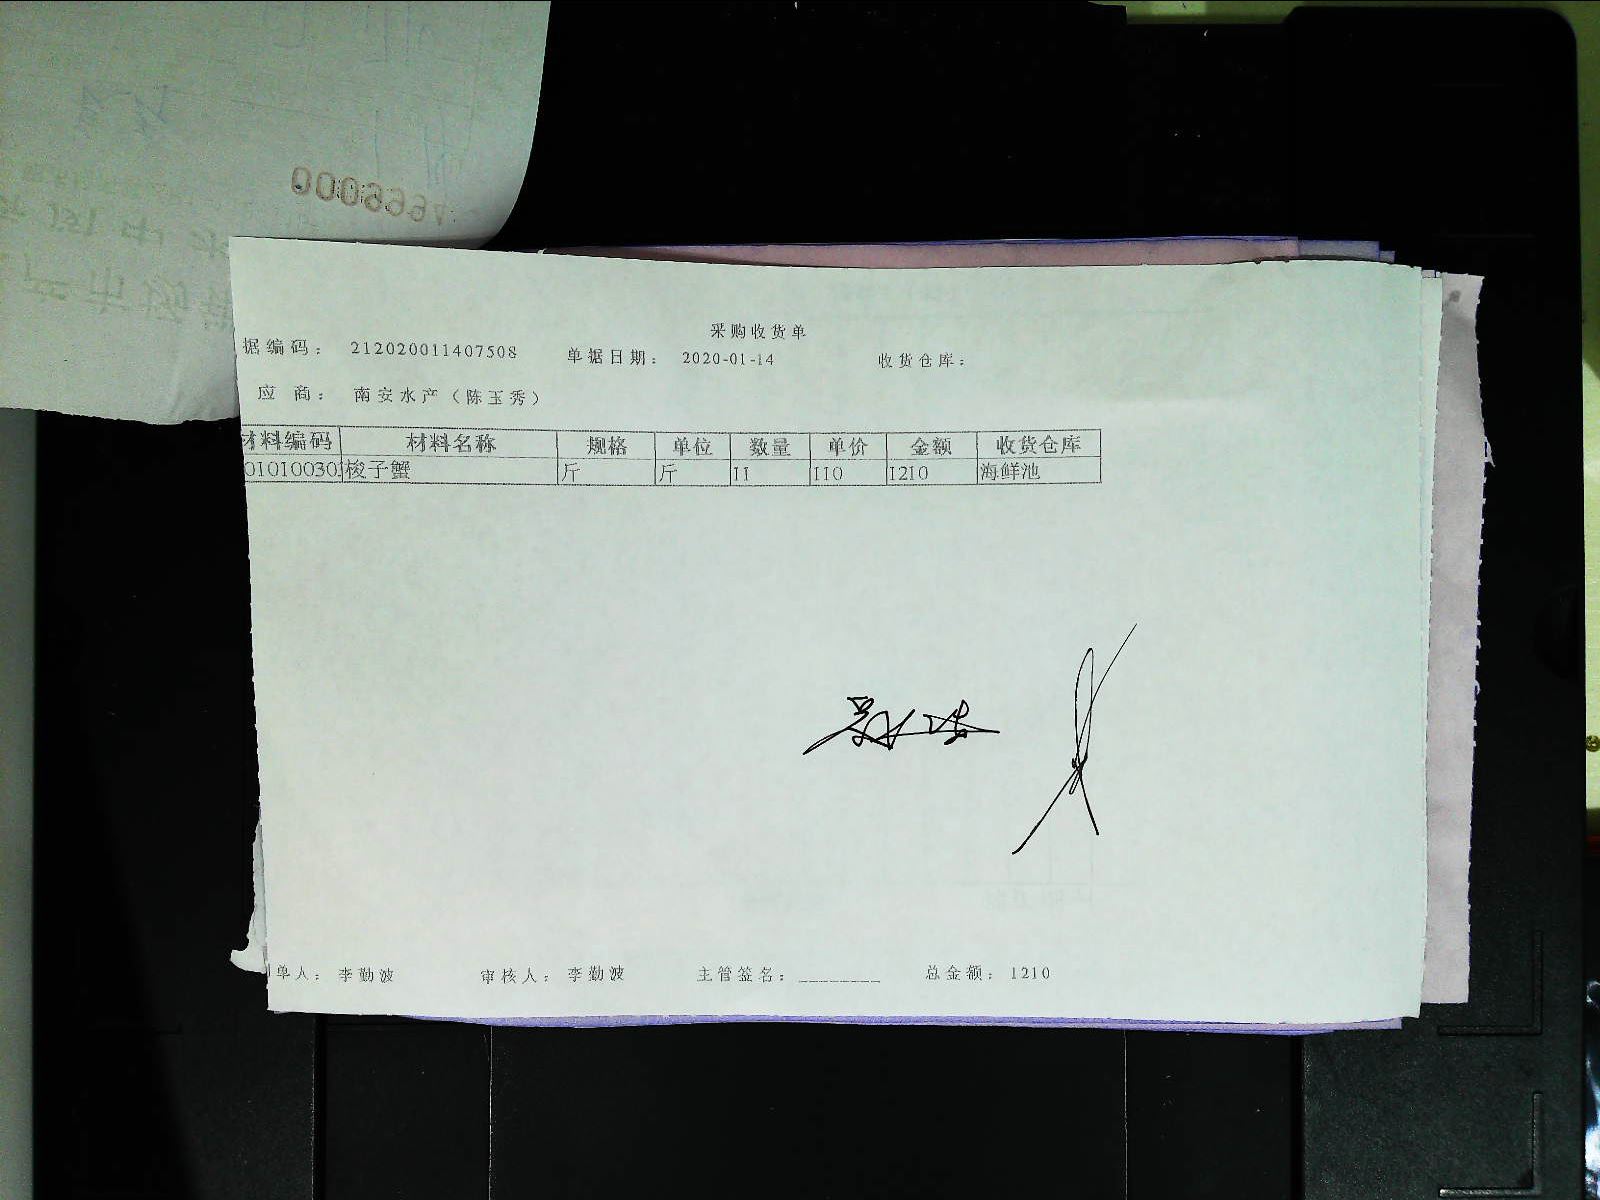 采购收货单
据编码： 212020011407508 单据日期： 2020-01-14 收货仓库：
应 商： 南安水产（陈玉秀）
材料编码 材料名称 规格 单位 数量 单价 金额 收货仓库
01010030 梭子蟹 斤 斤 11 110 1210 海鲜池
单人： 李勤波 审核人： 李勤波 主管签名：________ 总金额： 1210